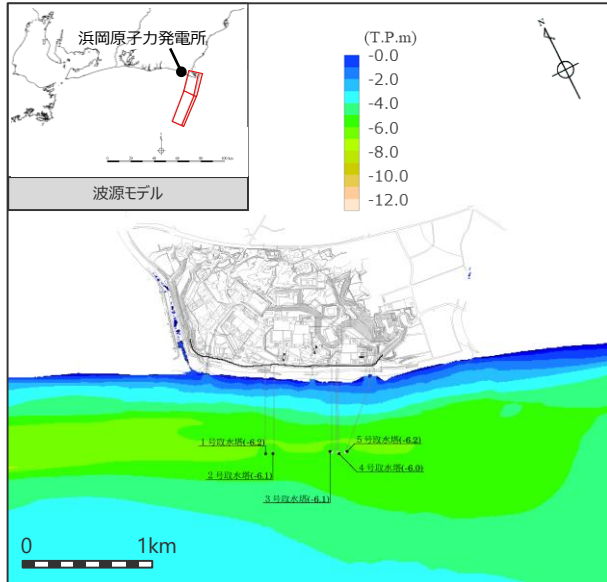 浜岡原子力発電所
波源モデル
(T.P.m)
-0.0
-2.0
-4.0
-6.0
-8.0
-10.0
-12.0
N
1号取水塔(-6.2)
2号取水塔(-6.1)
3号取水塔(-6.1)
4号取水塔(-6.0)
5号取水塔(-6.2)
0 1km